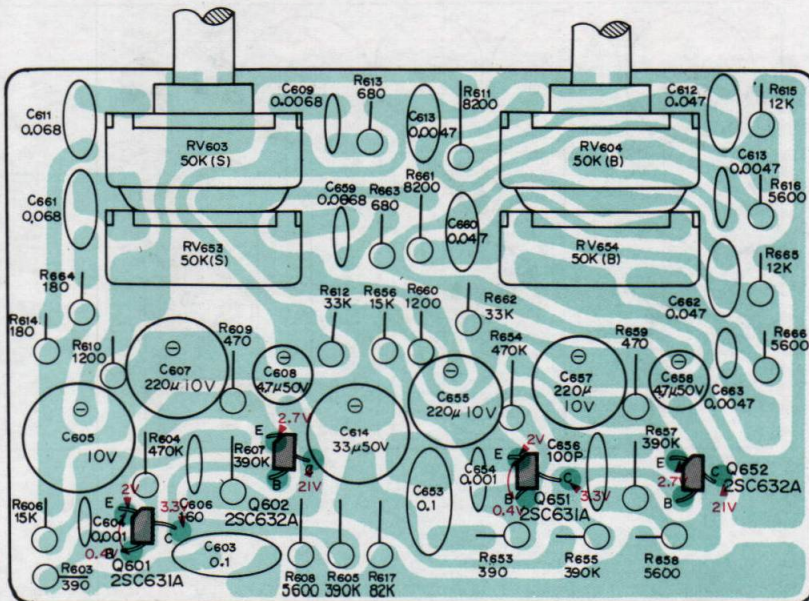 C611
0.068
RV603
50K(S)
C609
0.0068
R613
680
C613
0.0047
R611
8200
RV604
50K(B)
C612
0.047
R615
12K
C661
0.068
RV653
50K(S)
C659
0.0068
R663
680
R661
8200
C660
0.047
RV654
50K(B)
C613
0.0047
R616
5600
R665
12K
R664
180
R614
180
R610
1200
C607
220μ 10V
R609
470
C608
4.7μ50V
R612
33K
R656
15K
R660
1200
R662
33K
R654
470K
C655
220μ 10V
C657
220μ
10V
R659
470
C658
4.7μ50V
C662
0.047
C663
0.0047
R666
5600
C605
10V
R604
470K
R607
390K
E
2.7V
B
21V
Q602
2SC632A
C614
33μ50V
C653
0.1
C654
0.001
E
2V
B
0.4V
C656
100P
C
3.3V
Q651
2SC631A
R657
390K
E
2.7V
B
C
21V
Q652
2SC632A
R606
15K
R603
390
E
2V
0.001
B
0.4V
3.3V
C606
C
Q601
2SC631A
C603
0.1
R608
5600
R605
390K
R617
82K
R653
390
R655
390K
R658
5600